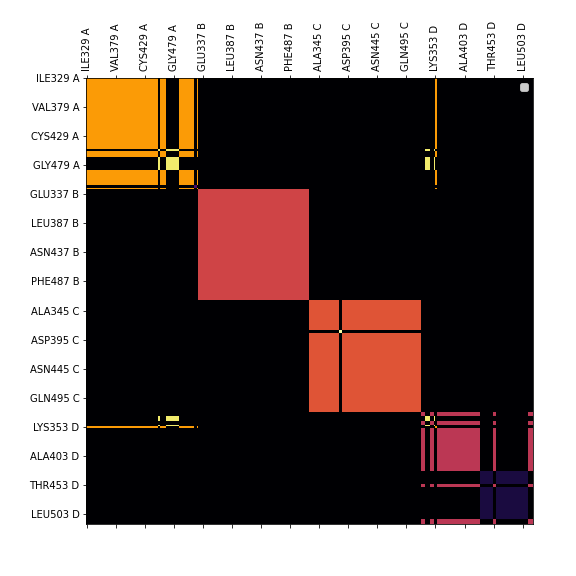 ILE329 A
VAL379 A
CYS429 A
GLY479 A
GLU337 B
LEU387 B
ASN437 B
PHE487 B
ALA345 C
ASP395 C
ASN445 C
GLN495 C
LYS353 D
ALA403 D
THR453 D
LEU503 D
ILE329 A
VAL379 A
CYS429 A
GLY479 A
GLU337 B
LEU387 B
ASN437 B
PHE487 B
ALA345 C
ASP395 C
ASN445 C
GLN495 C
LYS353 D
ALA403 D
THR453 D
LEU503 D